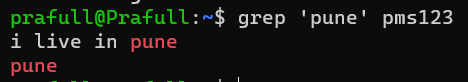 prafull@Prafull:~$ grep 'pune' pms123
i live in pune
pune